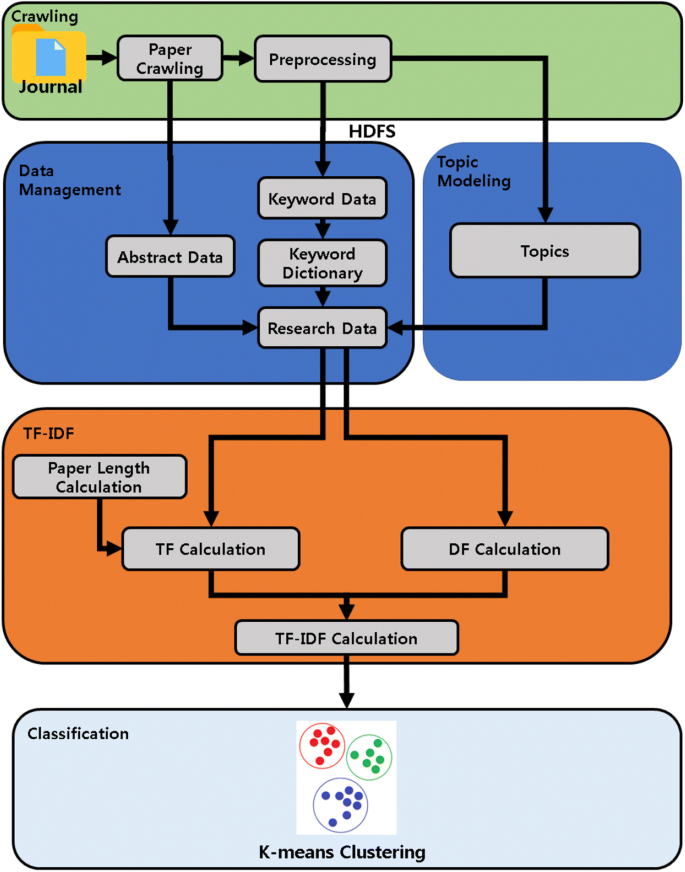 Crawling
Journal
Paper
Crawling
Preprocessing
HDFS
Data
Management
Topic
Modeling
Keyword Data
Abstract Data
Keyword
Dictionary
Topics
Research Data
TF-IDF
Paper Length
Calculation
TF Calculation
DF Calculation
TF-IDF Calculation
Classification
K-means Clustering